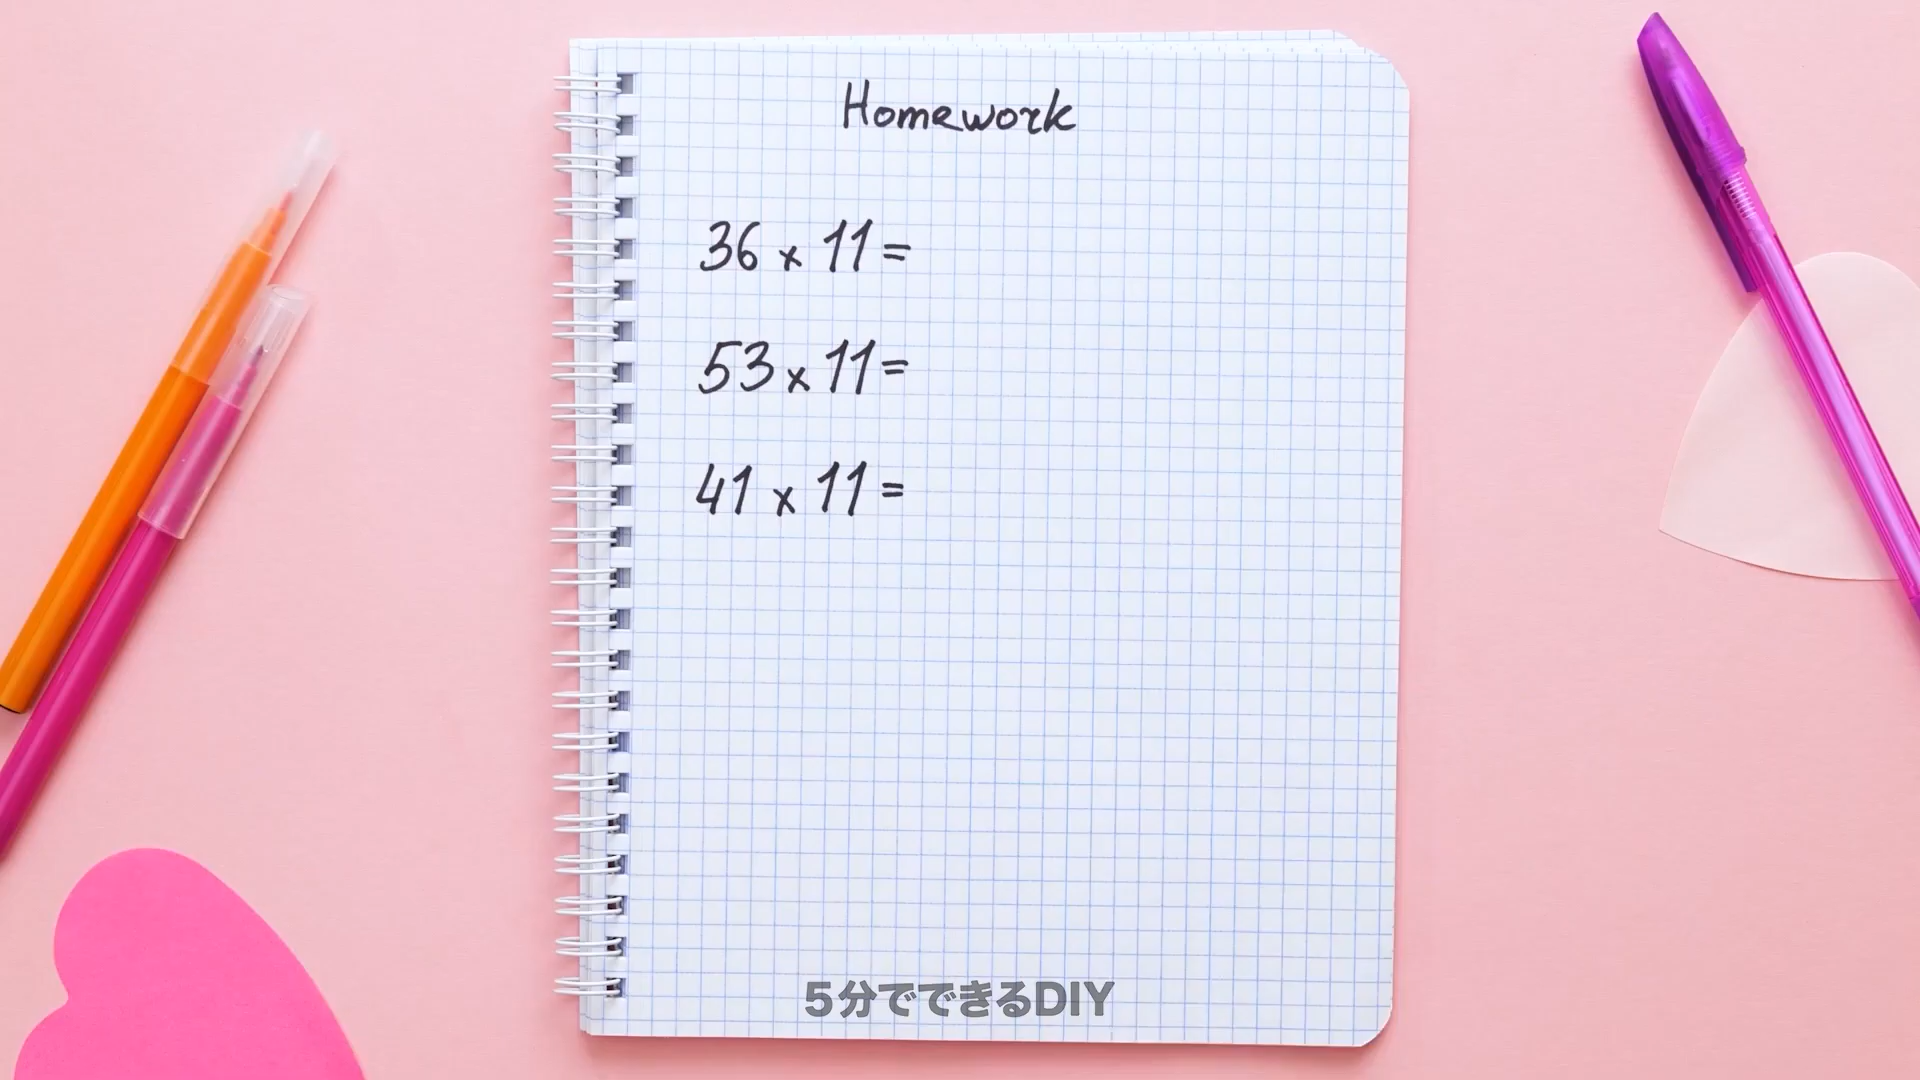 Homework
36 x 11 =
53 x 11 =
41 x 11 =
5分でできるDIY